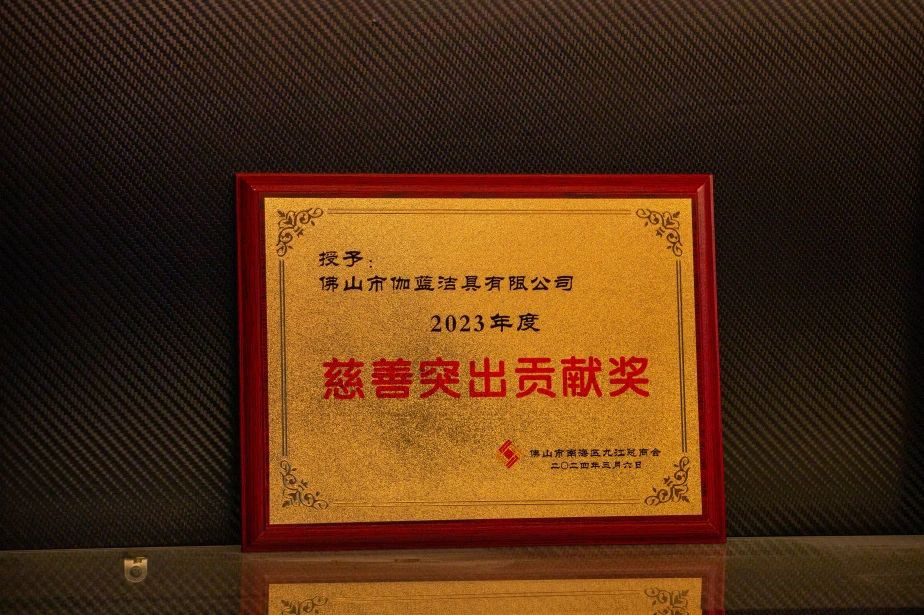 授予：
佛山市伽蓝洁具有限公司
2023年度
慈善突出贡献奖
佛山市南海区九江总商会
二〇二四年三月六日